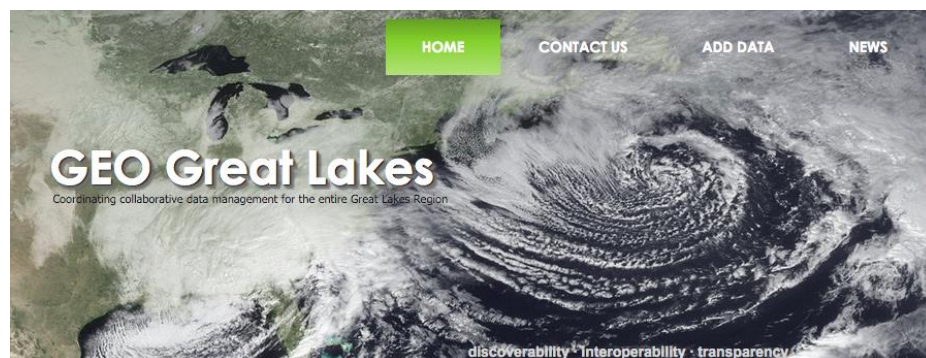 HOME CONTACT US ADD DATA NEWS
GEO Great Lakes
Coordinating collaborative data management for the entire Great Lakes Region
discoverability · interoperability · transparency